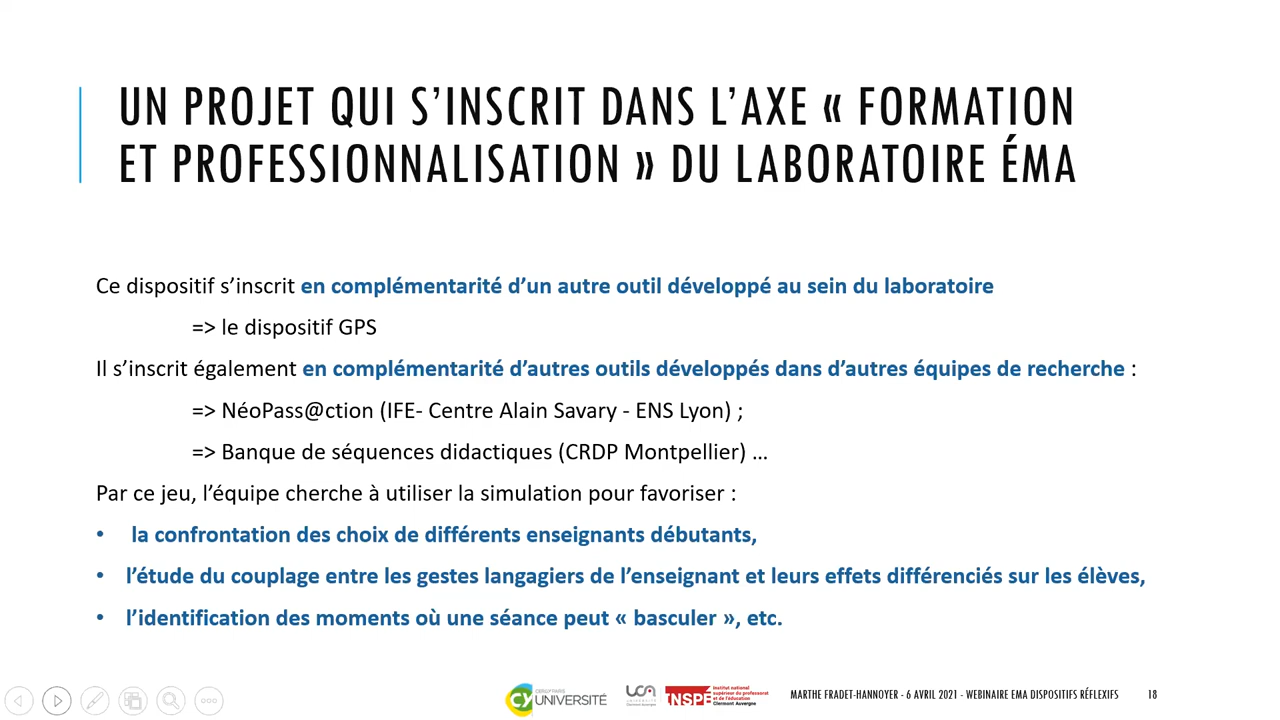 UN PROJET QUI S’INSCRIT DANS L’AXE « FORMATION
ET PROFESSIONNALISATION » DU LABORATOIRE ÉMA
Ce dispositif s’inscrit en complémentarité d’un autre outil développé au sein du laboratoire
=> le dispositif GPS
Il s’inscrit également en complémentarité d’autres outils développés dans d’autres équipes de recherche :
=> NéoPass@ction (IFE- Centre Alain Savary - ENS Lyon) ;
=> Banque de séquences didactiques (CRDP Montpellier) …
Par ce jeu, l’équipe cherche à utiliser la simulation pour favoriser :
• la confrontation des choix de différents enseignants débutants,
• l’étude du couplage entre les gestes langagiers de l’enseignant et leurs effets différenciés sur les élèves,
• l’identification des moments où une séance peut « basculer », etc.
CY CERGY PARIS UNIVERSITÉ
UCA UNIVERSITÉ Clermont Auvergne
INSPÉ Institut national supérieur du professorat et de l'éducation Clermont Auvergne
MARTHE FRADET-HANNOYER - 6 AVRIL 2021 - WEBINAIRE EMA DISPOSITIFS RÉFLEXIFS
18